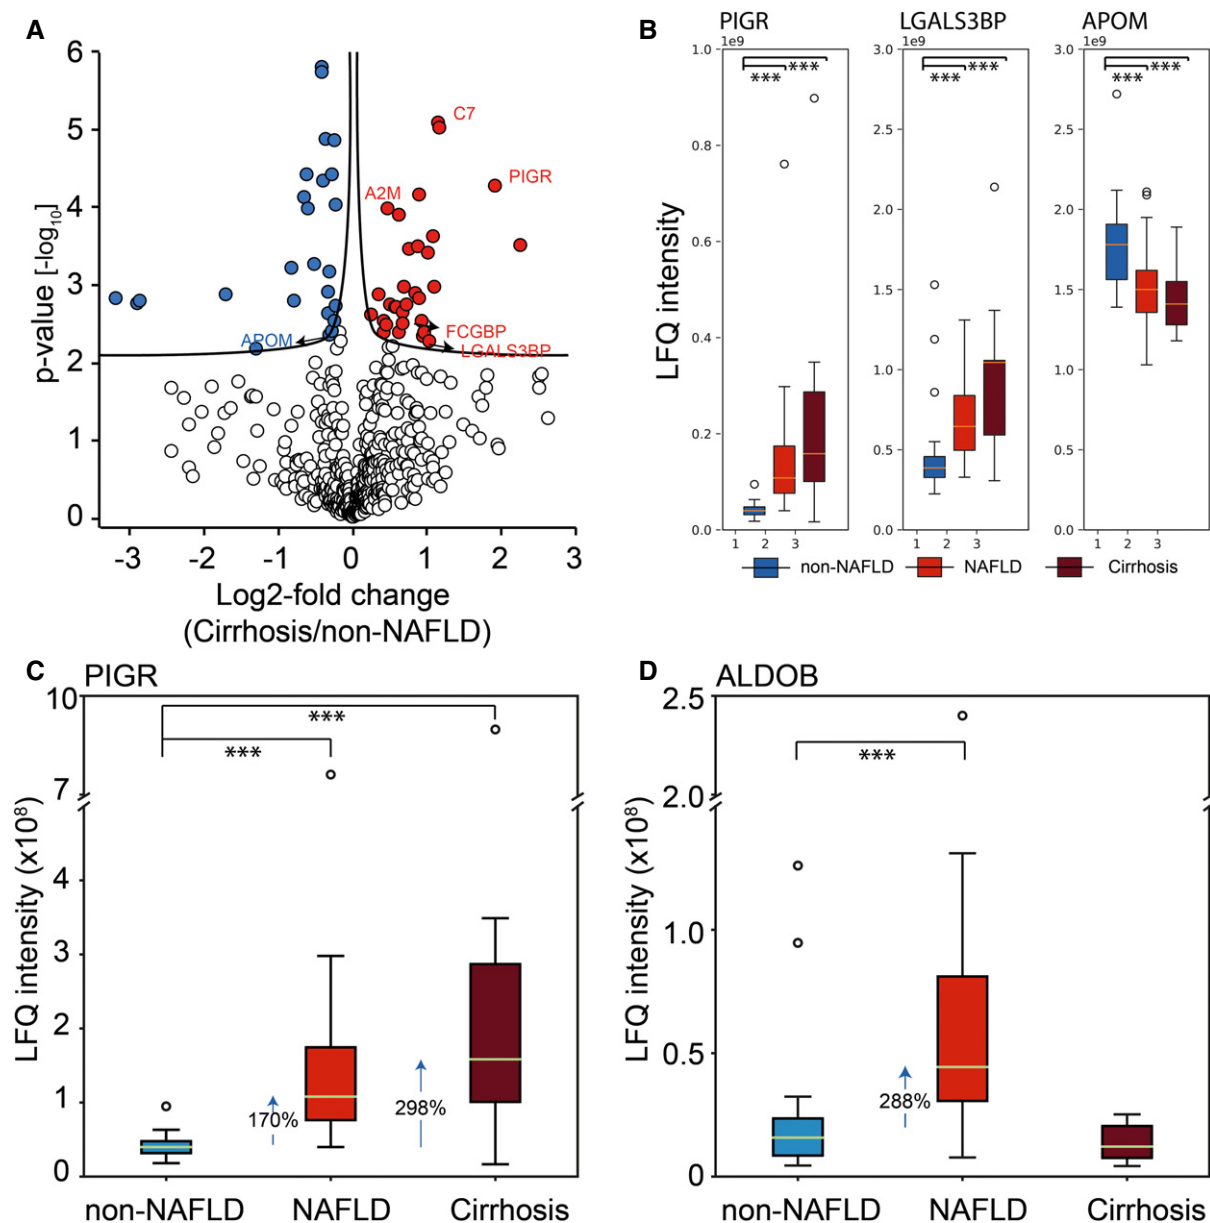 A
6
5
4
3
2
1
0
p-value [-log10]
C7
PIGR
A2M
FCGBP
LGALS3BP
APOM
-3 -2 -1 0 1 2 3
Log2-fold change
(Cirrhosis/non-NAFLD)
B
PIGR LGALS3BP APOM
1e9 1e9 1e9
LFQ intensity
1.0
0.8
0.6
0.4
0.2
0.0
*** ***
1 2 3
3.0
2.5
2.0
1.5
1.0
0.5
0.0
*** ***
1 2 3
3.0
2.5
2.0
1.5
1.0
0.5
0.0
*** ***
1 2 3
non-NAFLD NAFLD Cirrhosis
C
PIGR
10
7
4
3
2
1
0
LFQ intensity (x10⁸)
***
***
170%
298%
non-NAFLD NAFLD Cirrhosis
D
ALDOB
2.5
2.0
1.0
0.5
0
LFQ intensity (x10⁸)
***
288%
non-NAFLD NAFLD Cirrhosis